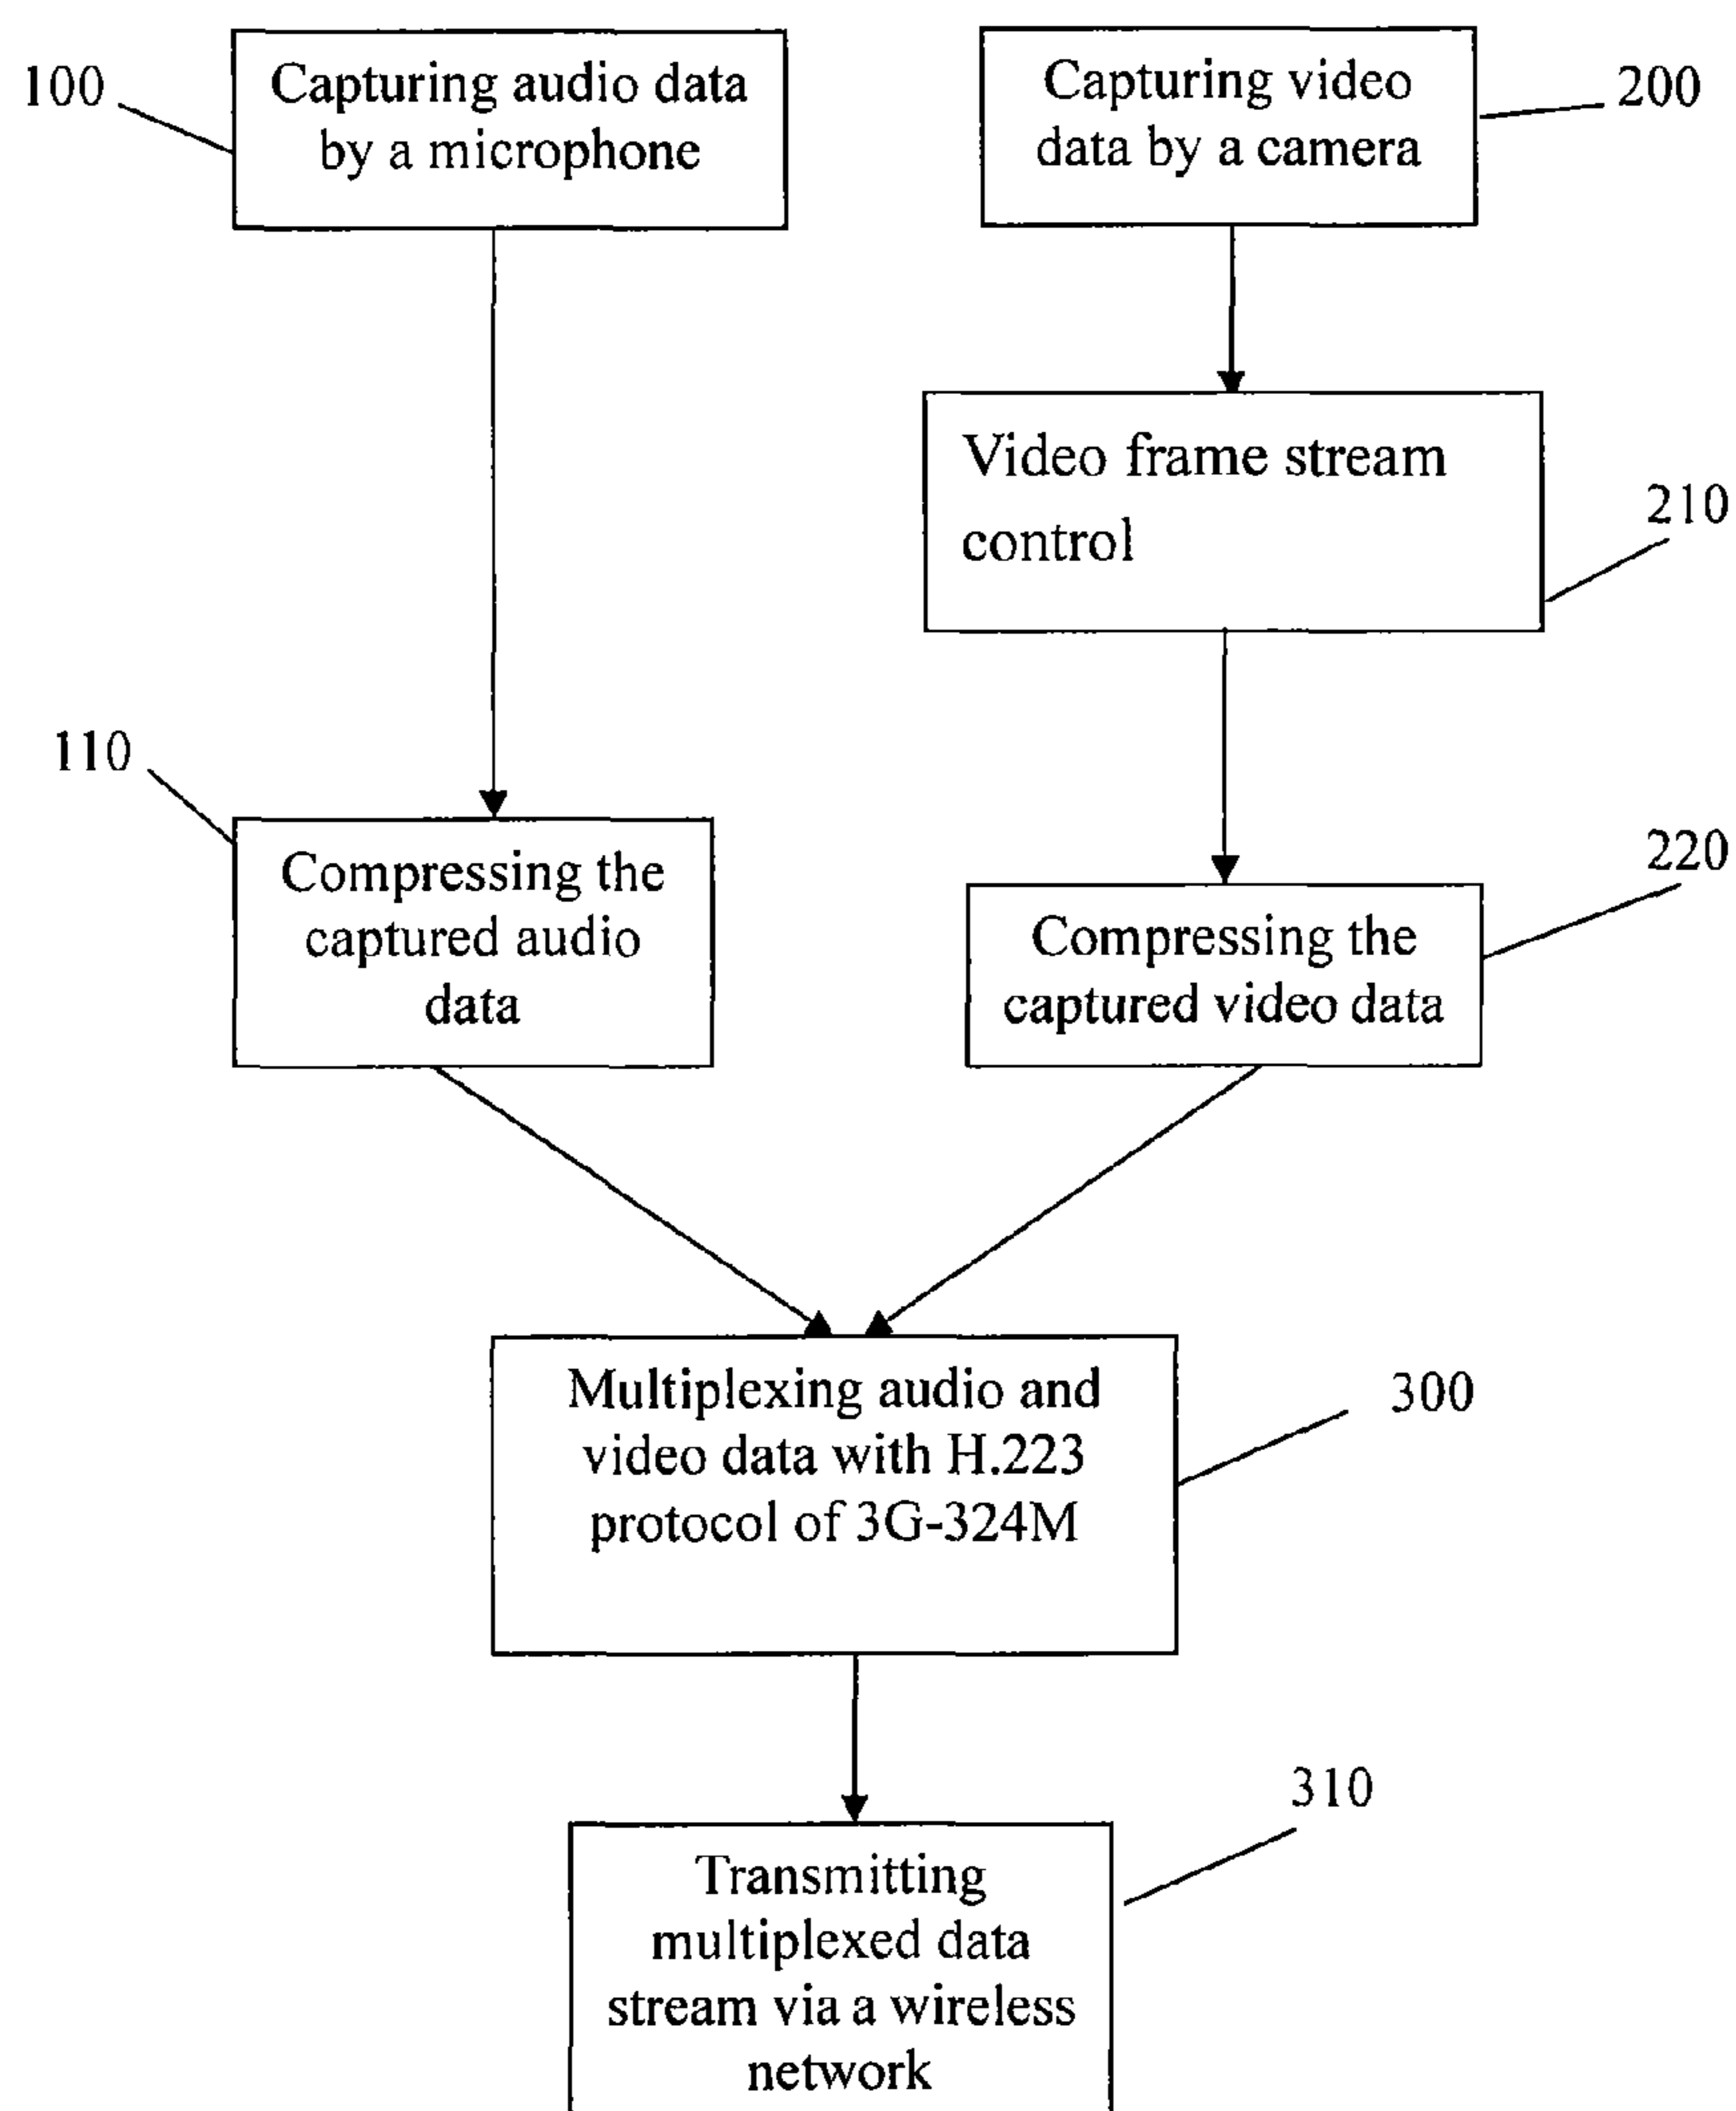 100
Capturing audio data
by a microphone
Capturing video
data by a camera
200
Video frame stream
control
210
110
Compressing the
captured audio
data
220
Compressing the
captured video data
Multiplexing audio and
video data with H.223
protocol of 3G-324M
300
310
Transmitting
multiplexed data
stream via a wireless
network